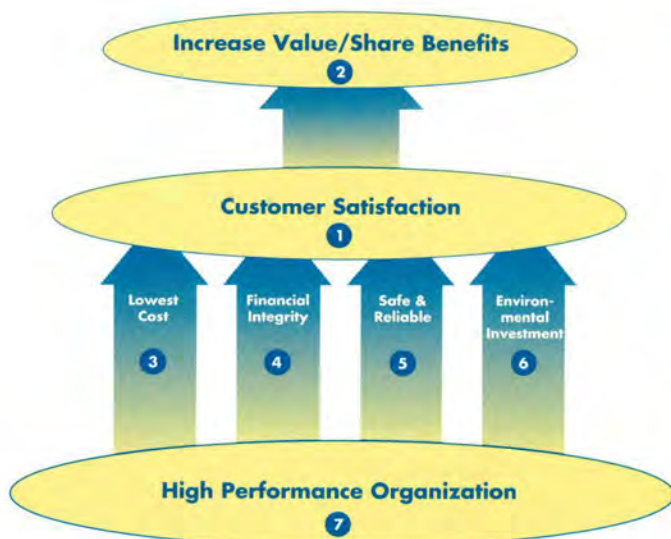 Increase Value/Share Benefits
2
Customer Satisfaction
1
Lowest
Cost
3
Financial
Integrity
4
Safe &
Reliable
5
Environ-
mental
Investment
6
High Performance Organization
7